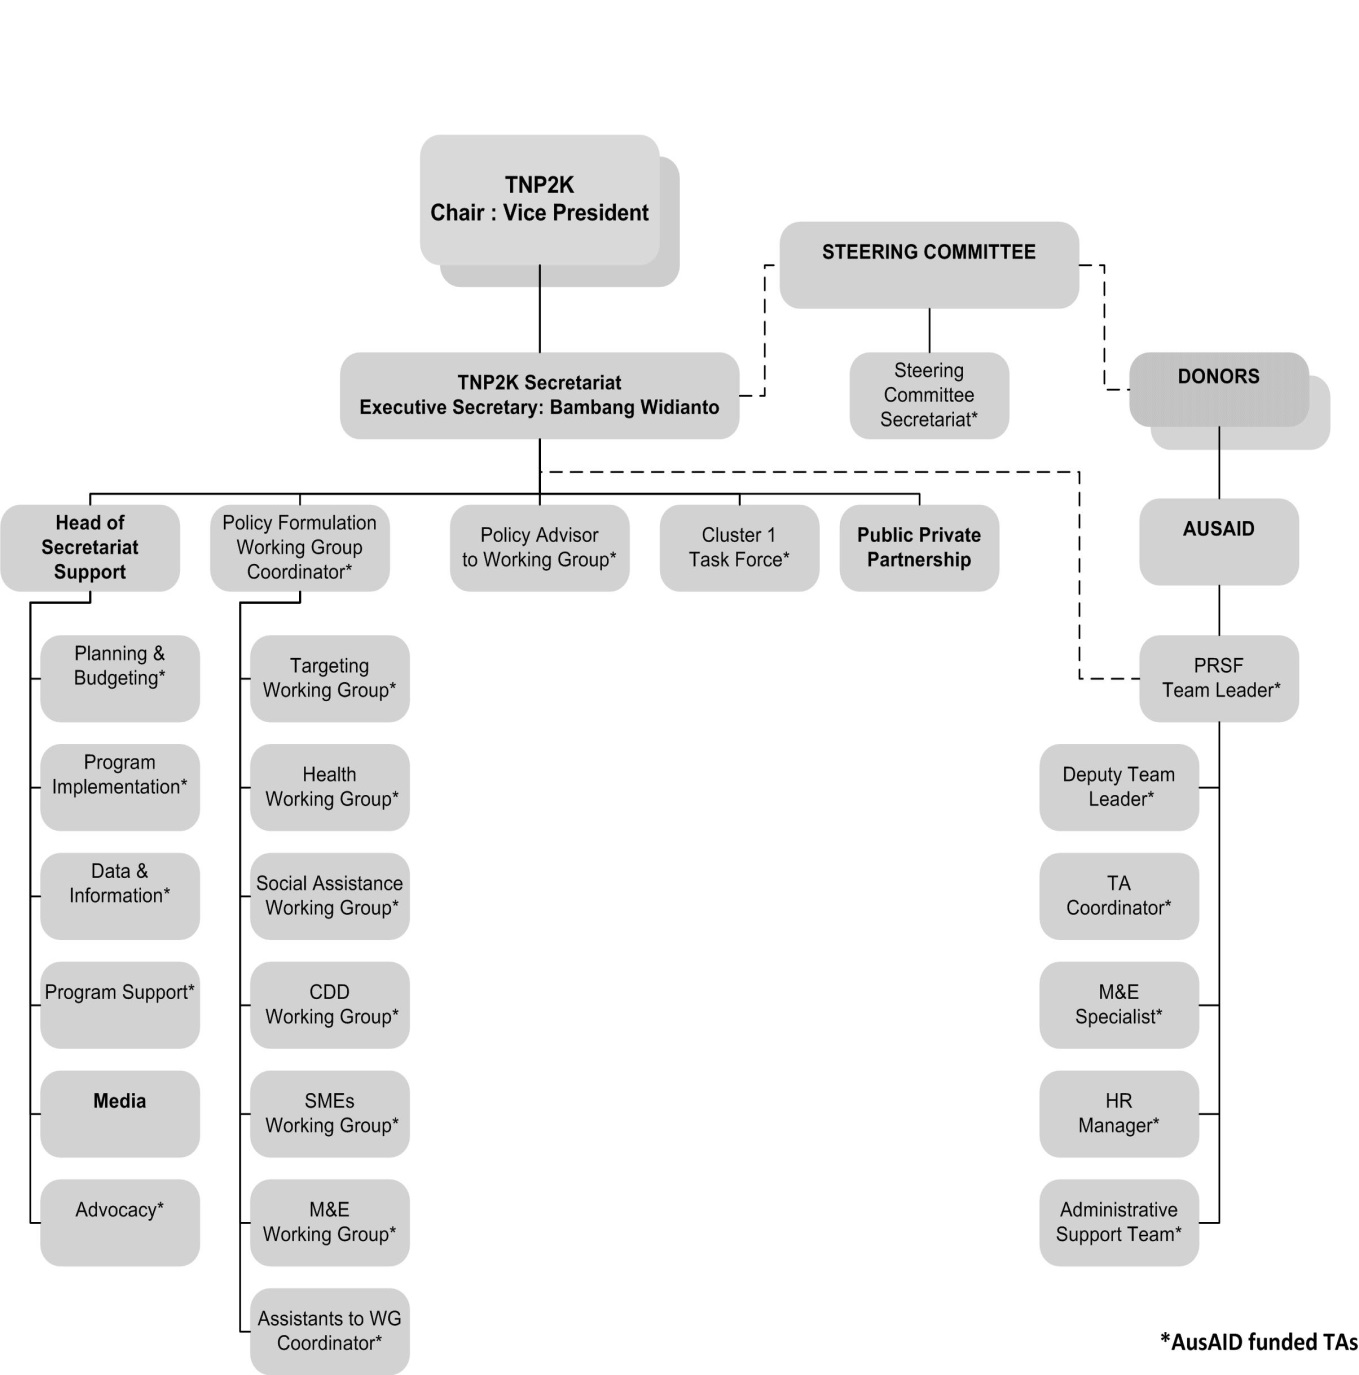 TNP2K
Chair : Vice President
STEERING COMMITTEE
Steering
Committee
Secretariat*
TNP2K Secretariat
Executive Secretary: Bambang Widianto
DONORS
AUSAID
Head of
Secretariat
Support
Policy Formulation
Working Group
Coordinator*
Policy Advisor
to Working Group*
Cluster 1
Task Force*
Public Private
Partnership
Planning &
Budgeting*
Program
Implementation*
Data &
Information*
Program Support*
Media
Advocacy*
Targeting
Working Group*
Health
Working Group*
Social Assistance
Working Group*
CDD
Working Group*
SMEs
Working Group*
M&E
Working Group*
Assistants to WG
Coordinator*
PRSF
Team Leader*
Deputy Team
Leader*
TA
Coordinator*
M&E
Specialist*
HR
Manager*
Administrative
Support Team*
*AusAID funded TAs